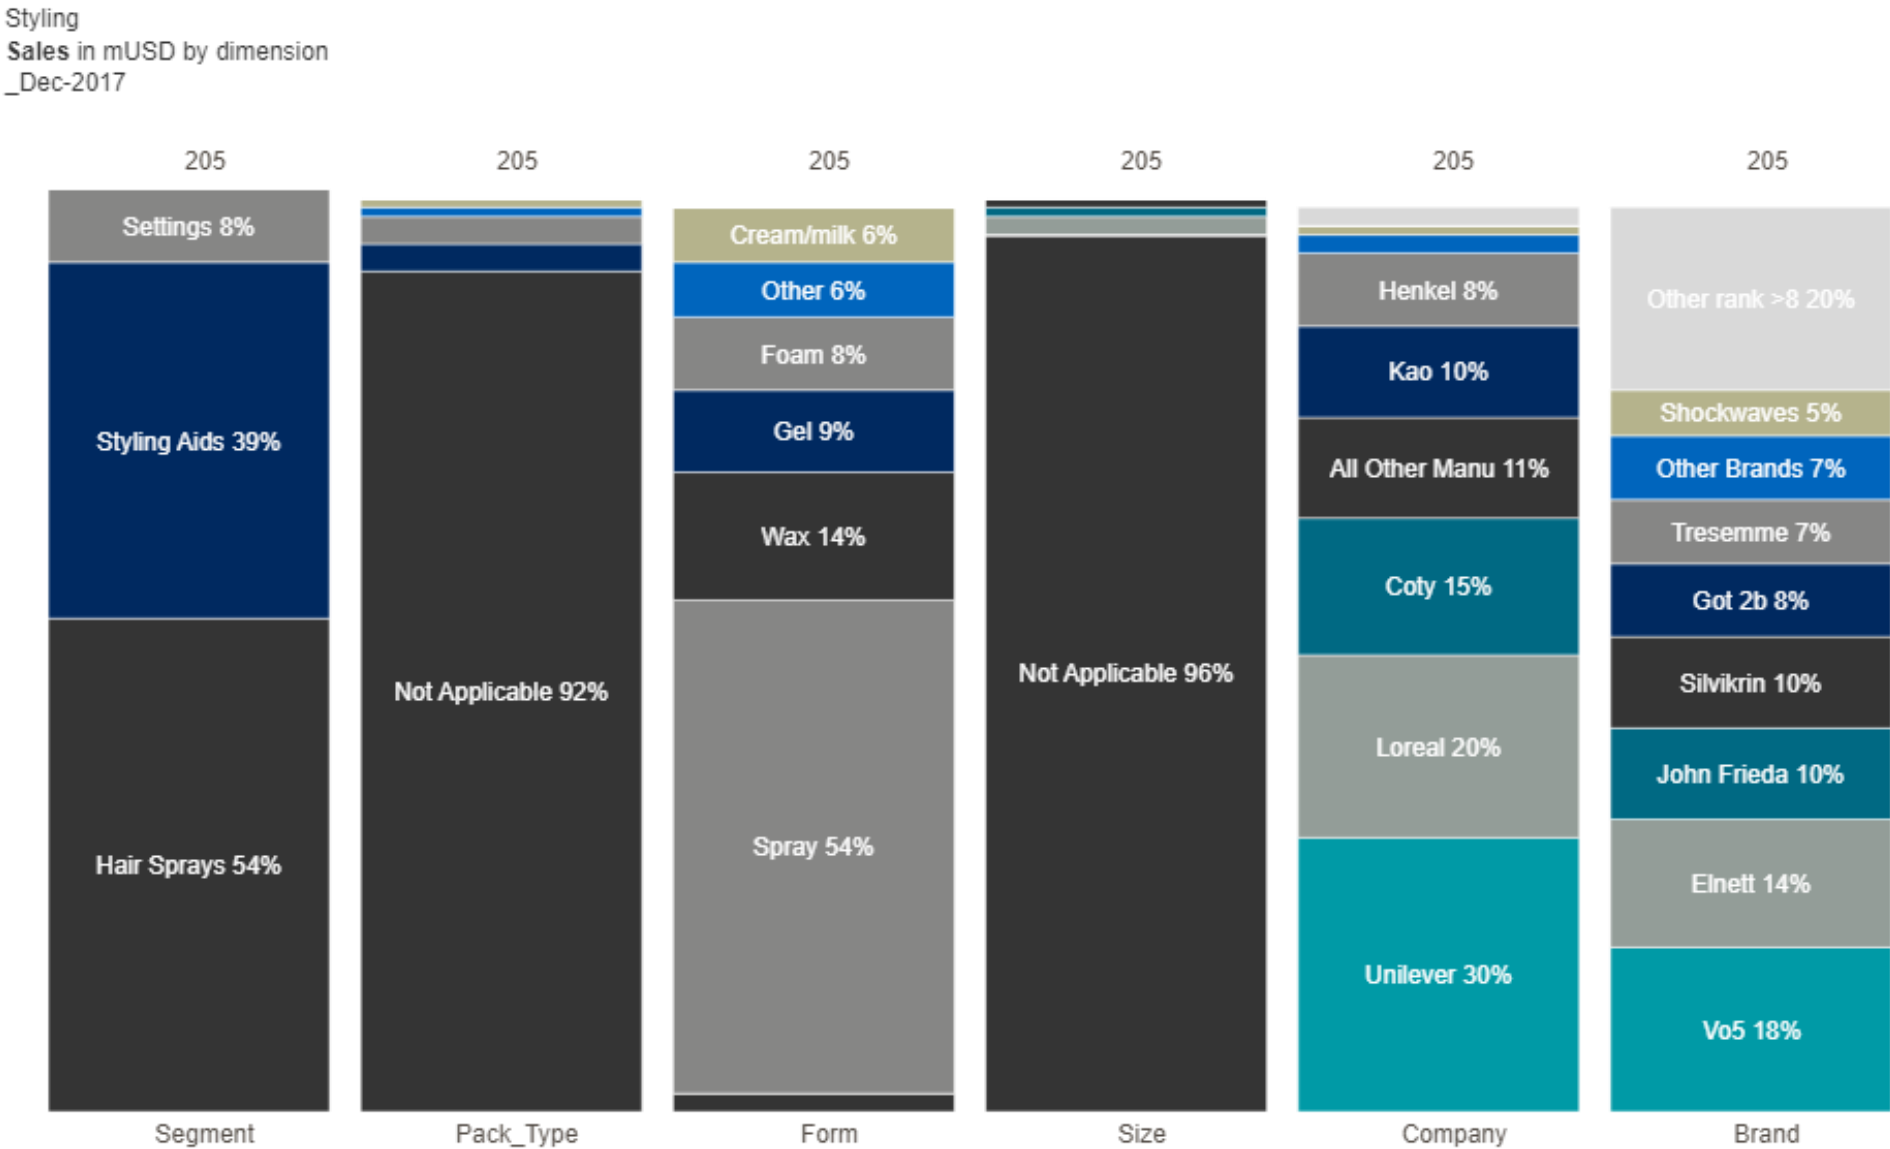 Styling
Sales in mUSD by dimension
_Dec-2017
205 205 205 205 205 205
Settings 8%
Styling Aids 39%
Hair Sprays 54%
Segment
Not Applicable 92%
Pack_Type
Cream/milk 6%
Other 6%
Foam 8%
Gel 9%
Wax 14%
Spray 54%
Form
Not Applicable 96%
Size
Henkel 8%
Kao 10%
All Other Manu 11%
Coty 15%
Loreal 20%
Unilever 30%
Company
Other rank >8 20%
Shockwaves 5%
Other Brands 7%
Tresemme 7%
Got 2b 8%
Silvikrin 10%
John Frieda 10%
Elnett 14%
Vo5 18%
Brand